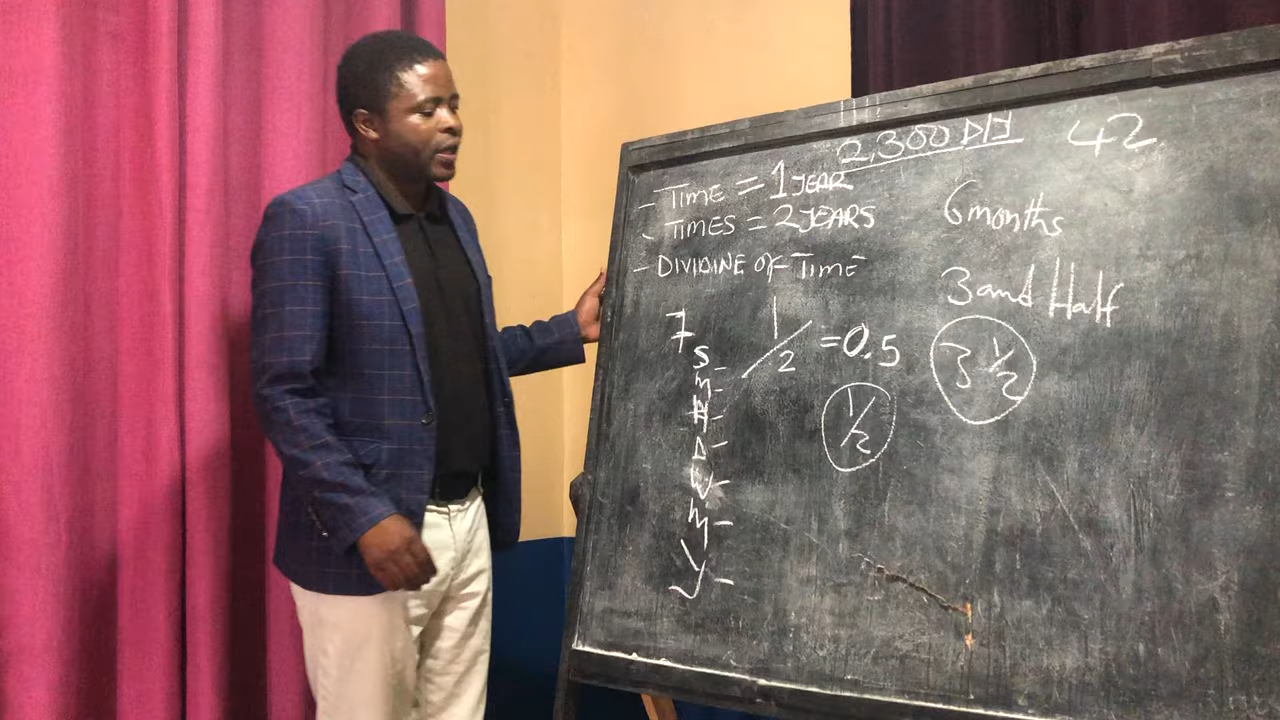 2,300 DAY
42
- TIME = 1 YEAR
- TIMES = 2 YEARS
6 months
- DIVIDINE OF TIME
3 and Half
7
1/2 = 0.5
3 1/2
1/2
S -
M -
H -
D -
W -
M -
Y -